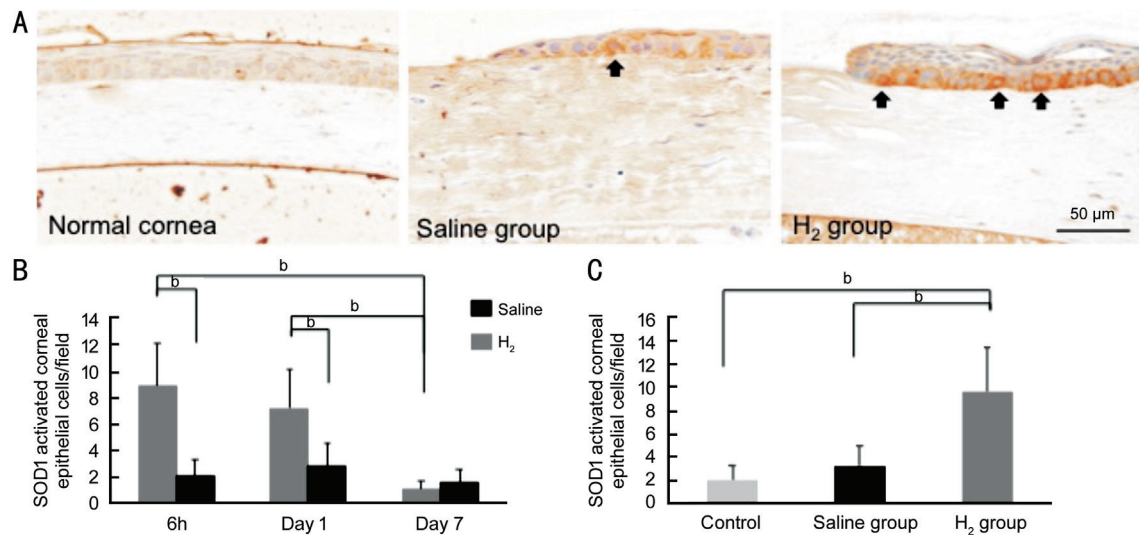 A
Normal cornea
Saline group
H₂ group
50 μm
B
b
b
b
b
Saline
H₂
SOD1 activated corneal
epithelial cells/field
14
12
10
8
6
4
2
0
6h
Day 1
Day 7
C
b
b
SOD1 activated corneal
epithelial cells/field
16
14
12
10
8
6
4
2
0
Control
Saline group
H₂ group